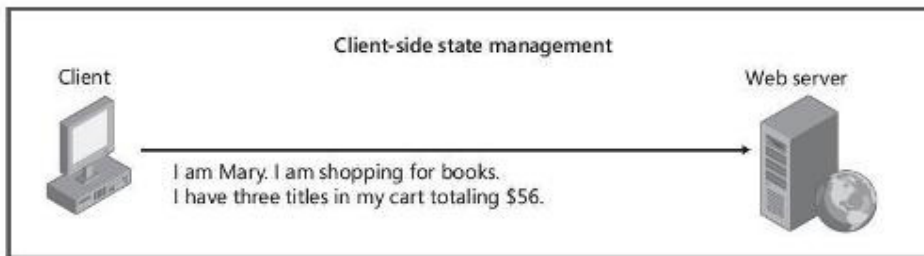 Client-side state management
Client
Web server
I am Mary. I am shopping for books.
I have three titles in my cart totaling $56.